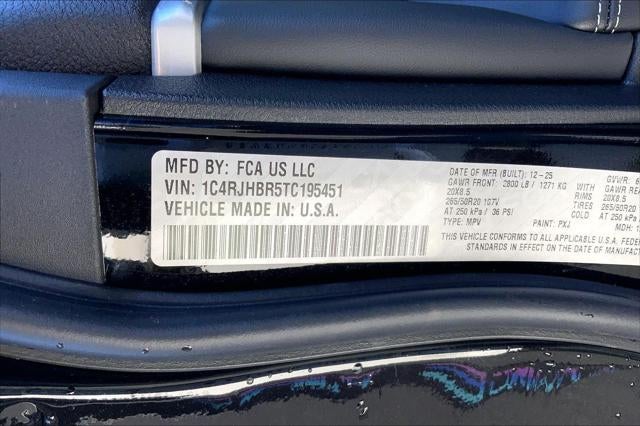 MFD BY: FCA US LLC
VIN: 1C4RJHBR5TC195451
VEHICLE MADE IN: U.S.A.
DATE OF MFR (BUILT): 12-25 GVWR:
GAWR FRONT: 2800 LB / 1271 KG GAWR
20X8.5 20X8.5
265/50R20 107V TIRES 265/50R20
AT 250 kPa / 36 PSI COLD AT 250 kPa
TYPE: MPV PAINT: PXJ MDH:
THIS VEHICLE CONFORMS TO ALL APPLICABLE U.S.A. FEDER
STANDARDS IN EFFECT ON THE DATE OF MANUFACT